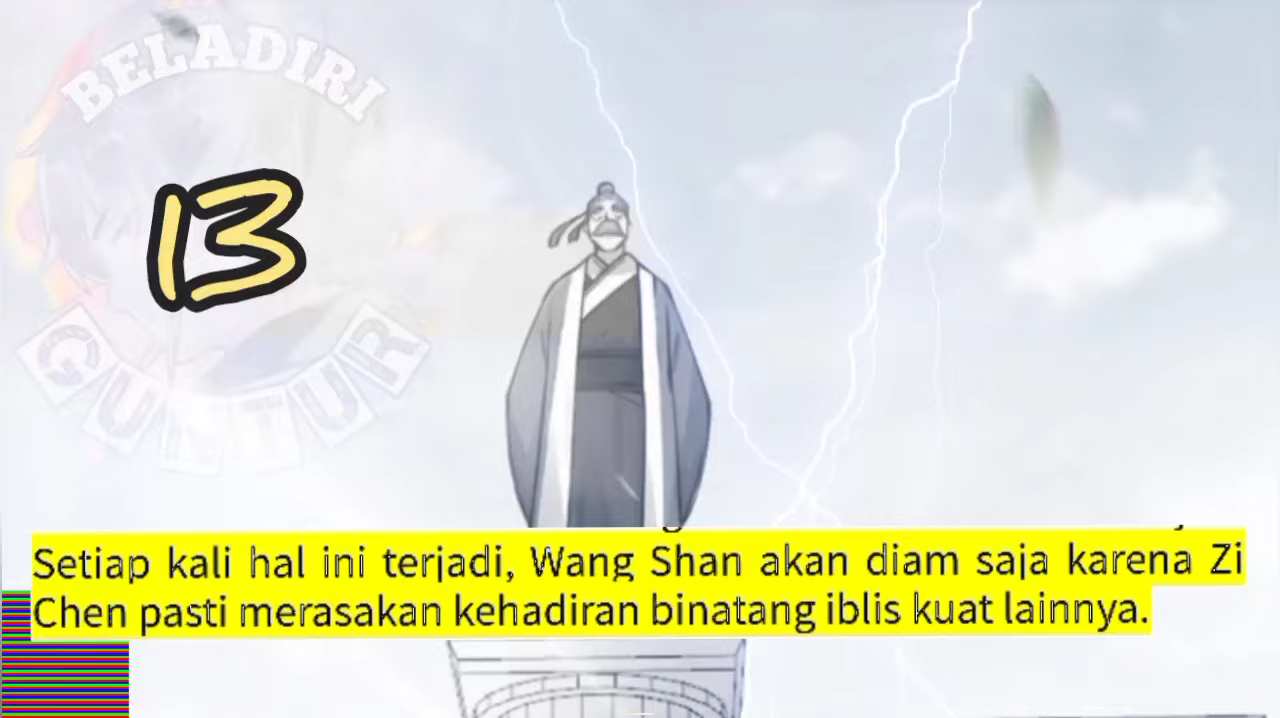 BELADIRI
13
GUNTUR
Setiap kali hal ini terjadi, Wang Shan akan diam saja karena Zi
Chen pasti merasakan kehadiran binatang iblis kuat lainnya.